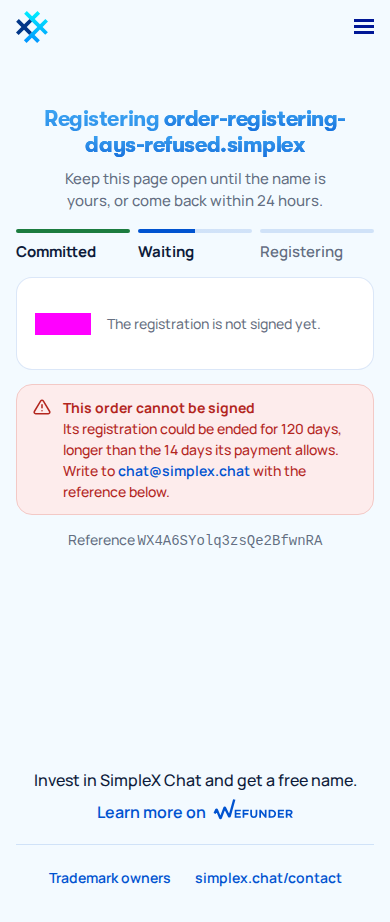 Registering order-registering-
days-refused.simplex
Keep this page open until the name is
yours, or come back within 24 hours.
Committed Waiting Registering
The registration is not signed yet.
This order cannot be signed
Its registration could be ended for 120 days,
longer than the 14 days its payment allows.
Write to chat@simplex.chat with the
reference below.
Reference WX4A6SYolq3zsQe2BfwnRA
Invest in SimpleX Chat and get a free name.
Learn more on WEFUNDER
Trademark owners simplex.chat/contact